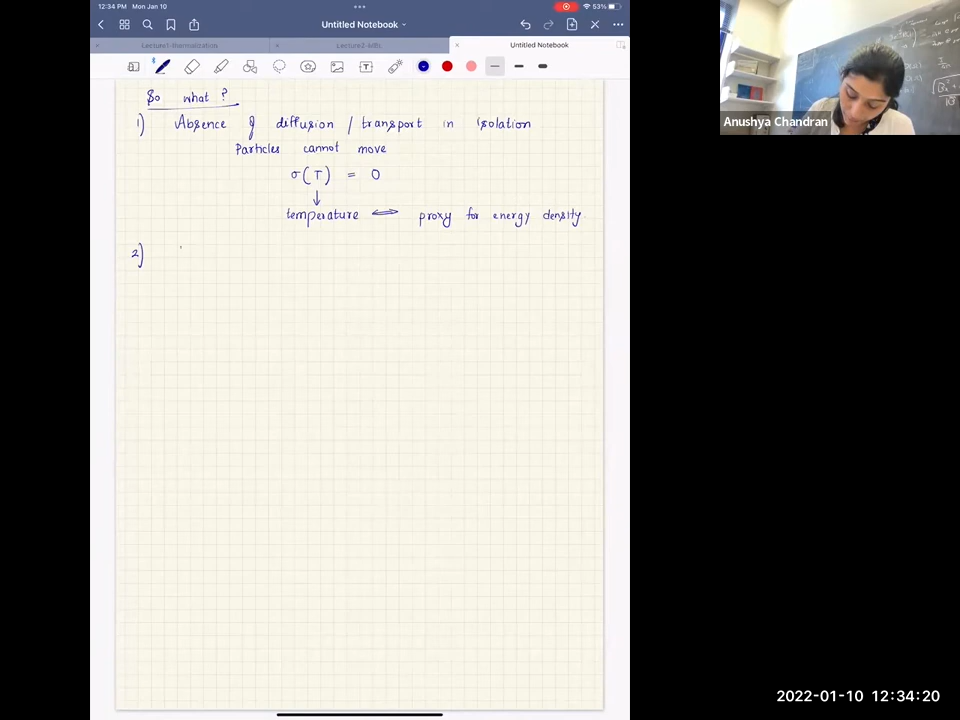 12:34 PM Mon Jan 10
53%
Untitled Notebook
Lecture1-thermalization
Lecture2-MBL
Untitled Notebook
So what ?
1) Absence of diffusion / transport in isolation
Particles cannot move
σ(T) = 0
↓
temperature ⟺ proxy for energy density.
2)
Anushya Chandran
2022-01-10 12:34:20